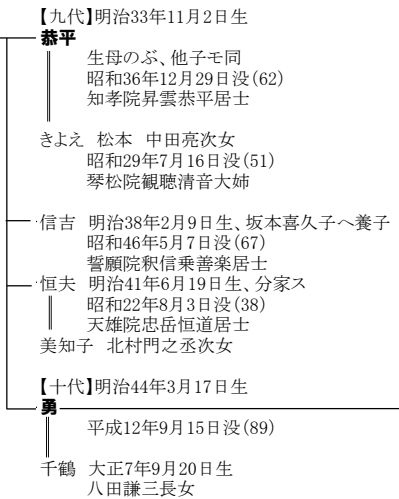 【九代】明治33年11月2日生
恭平
生母のぶ、他子モ同
昭和36年12月29日没(62)
知孝院昇雲恭平居士
きよえ 松本 中田亮次女
昭和29年7月16日没(51)
琴松院観聴清音大姉
信吉 明治38年2月9日生、坂本喜久子へ養子
昭和46年5月7日没(67)
誓願院釈信乗善楽居士
恒夫 明治41年6月19日生、分家ス
昭和22年8月3日没(38)
天雄院忠岳恒道居士
美知子 北村門之丞次女
【十代】明治44年3月17日生
勇
平成12年9月15日没(89)
千鶴 大正7年9月20日生
八田謙三長女